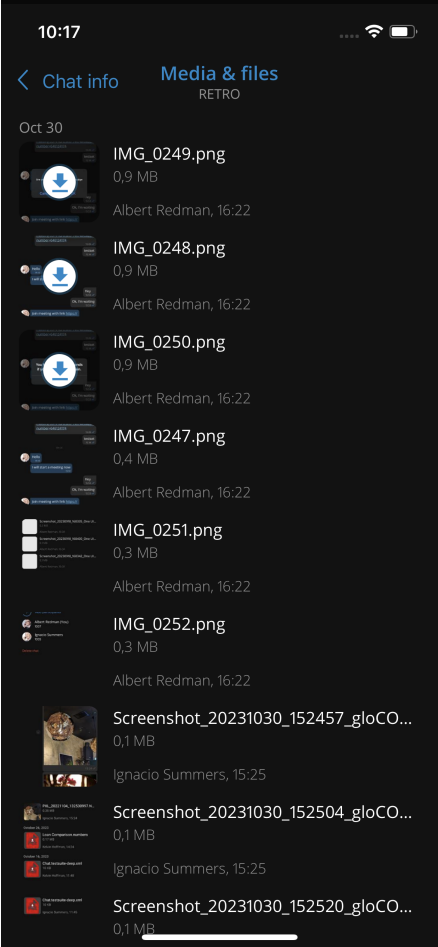 10:17
Chat info
Media & files
RETRO
Oct 30
IMG_0249.png
0,9 MB
Albert Redman, 16:22
IMG_0248.png
0,9 MB
Albert Redman, 16:22
IMG_0250.png
0,9 MB
Albert Redman, 16:22
IMG_0247.png
0,4 MB
Albert Redman, 16:22
IMG_0251.png
0,3 MB
Albert Redman, 16:22
IMG_0252.png
0,3 MB
Albert Redman, 16:22
Screenshot_20231030_152457_gloCO...
0,1 MB
Ignacio Summers, 15:25
Screenshot_20231030_152504_gloCO...
0,1 MB
Ignacio Summers, 15:25
Screenshot_20231030_152520_gloCO...
0,1 MB